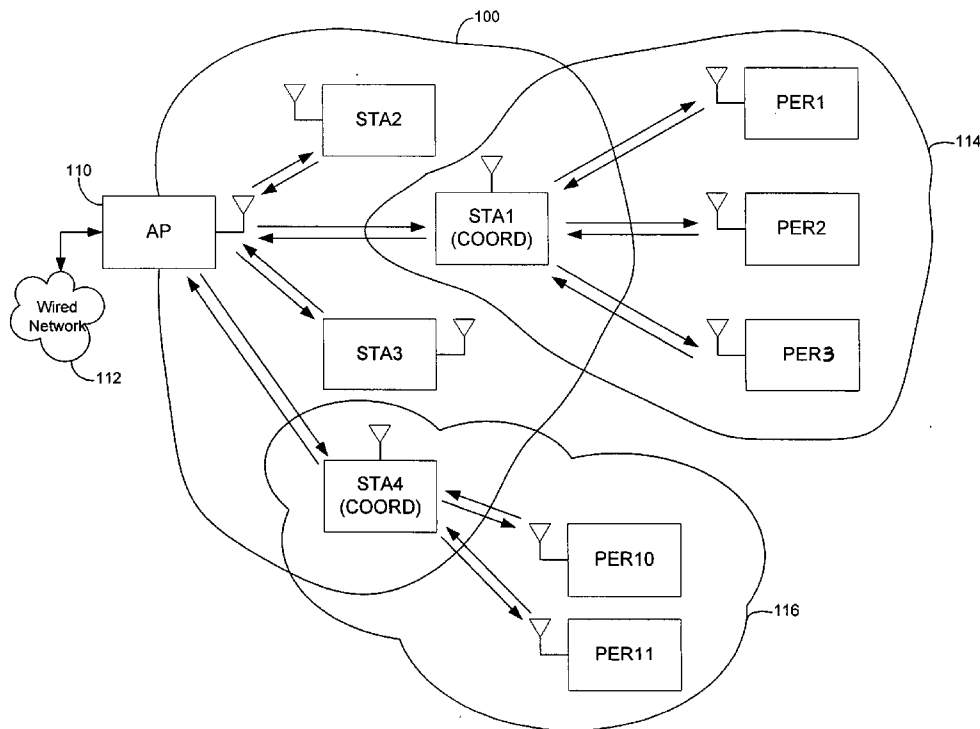 100
PER1
STA2
114
110
STA1
(COORD)
PER2
AP
Wired
Network
STA3
PER3
112
STA4
(COORD)
PER10
116
PER11